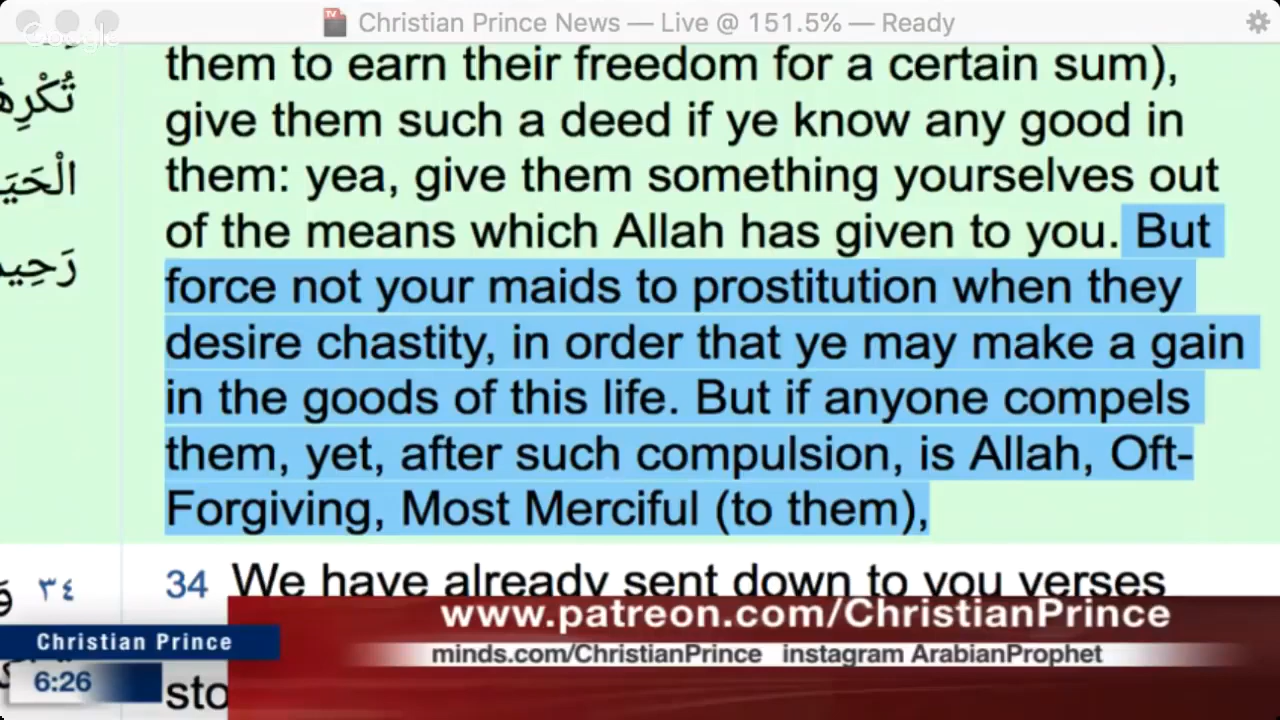 Christian Prince News — Live @ 151.5% — Ready
Google
them to earn their freedom for a certain sum),
give them such a deed if ye know any good in
them: yea, give them something yourselves out
of the means which Allah has given to you. But
force not your maids to prostitution when they
desire chastity, in order that ye may make a gain
in the goods of this life. But if anyone compels
them, yet, after such compulsion, is Allah, Oft-
Forgiving, Most Merciful (to them),
٣٤
34 We have already sent down to you verses
www.patreon.com/ChristianPrince
Christian Prince
minds.com/ChristianPrince instagram ArabianProphet
6:26